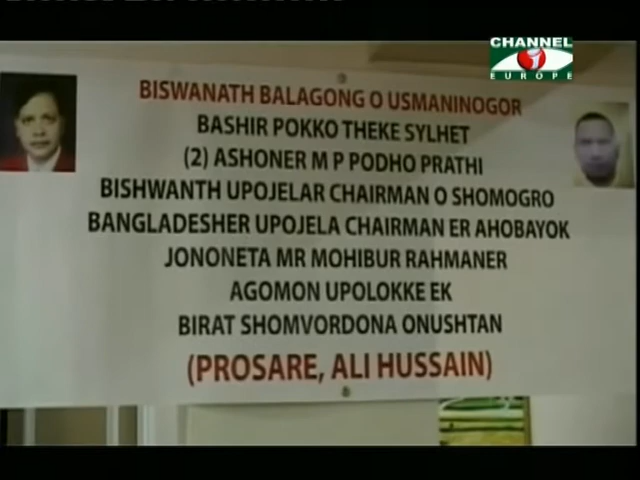 CHANNEL
i
EUROPE
BISWANATH BALAGONG O USMANINOGOR
BASHIR POKKO THEKE SYLHET
(2) ASHONER M P PODHO PRATHI
BISHWANTH UPOJELAR CHAIRMAN O SHOMOGRO
BANGLADESHER UPOJELA CHAIRMAN ER AHOBAYOK
JONONETA MR MOHIBUR RAHMANER
AGOMON UPOLOKKE EK
BIRAT SHOMVORDONA ONUSHTAN
(PROSARE, ALI HUSSAIN)